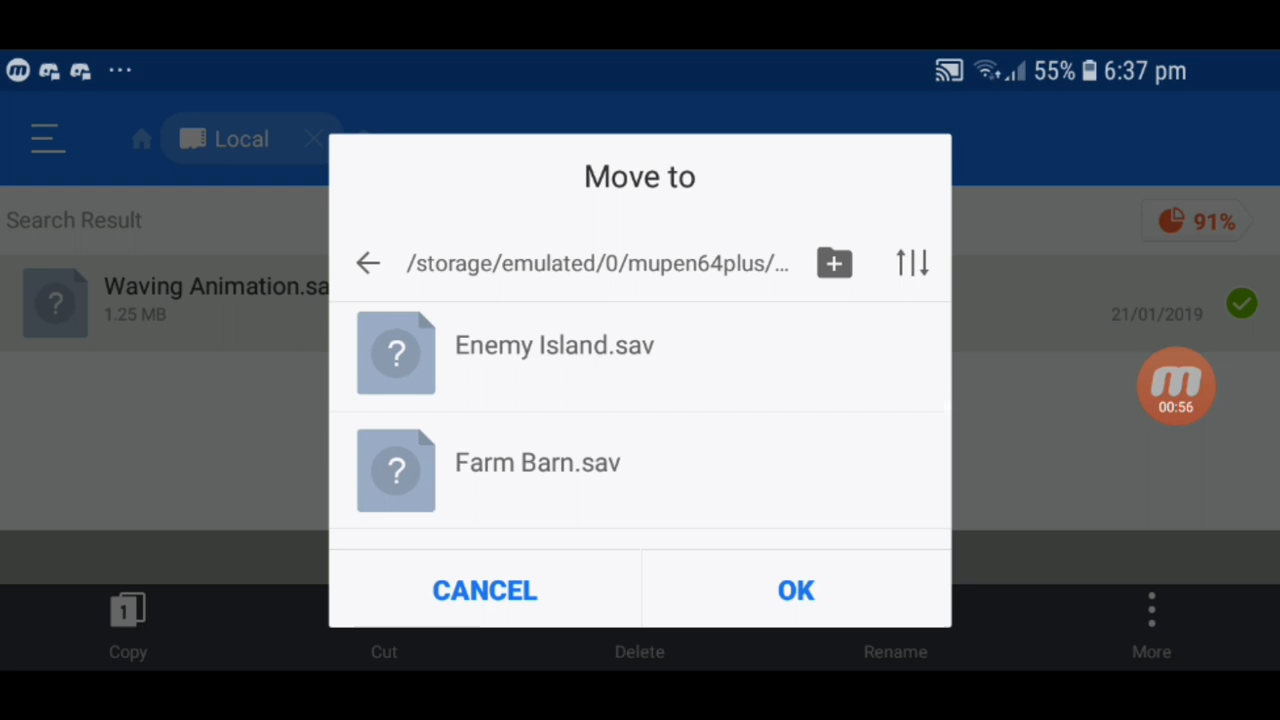 55% 6:37 pm
Local
Search Result
91%
Waving Animation.sa
1.25 MB
21/01/2019
Move to
/storage/emulated/0/mupen64plus/...
Enemy Island.sav
Farm Barn.sav
CANCEL
OK
00:56
1
Copy
Cut
Delete
Rename
More